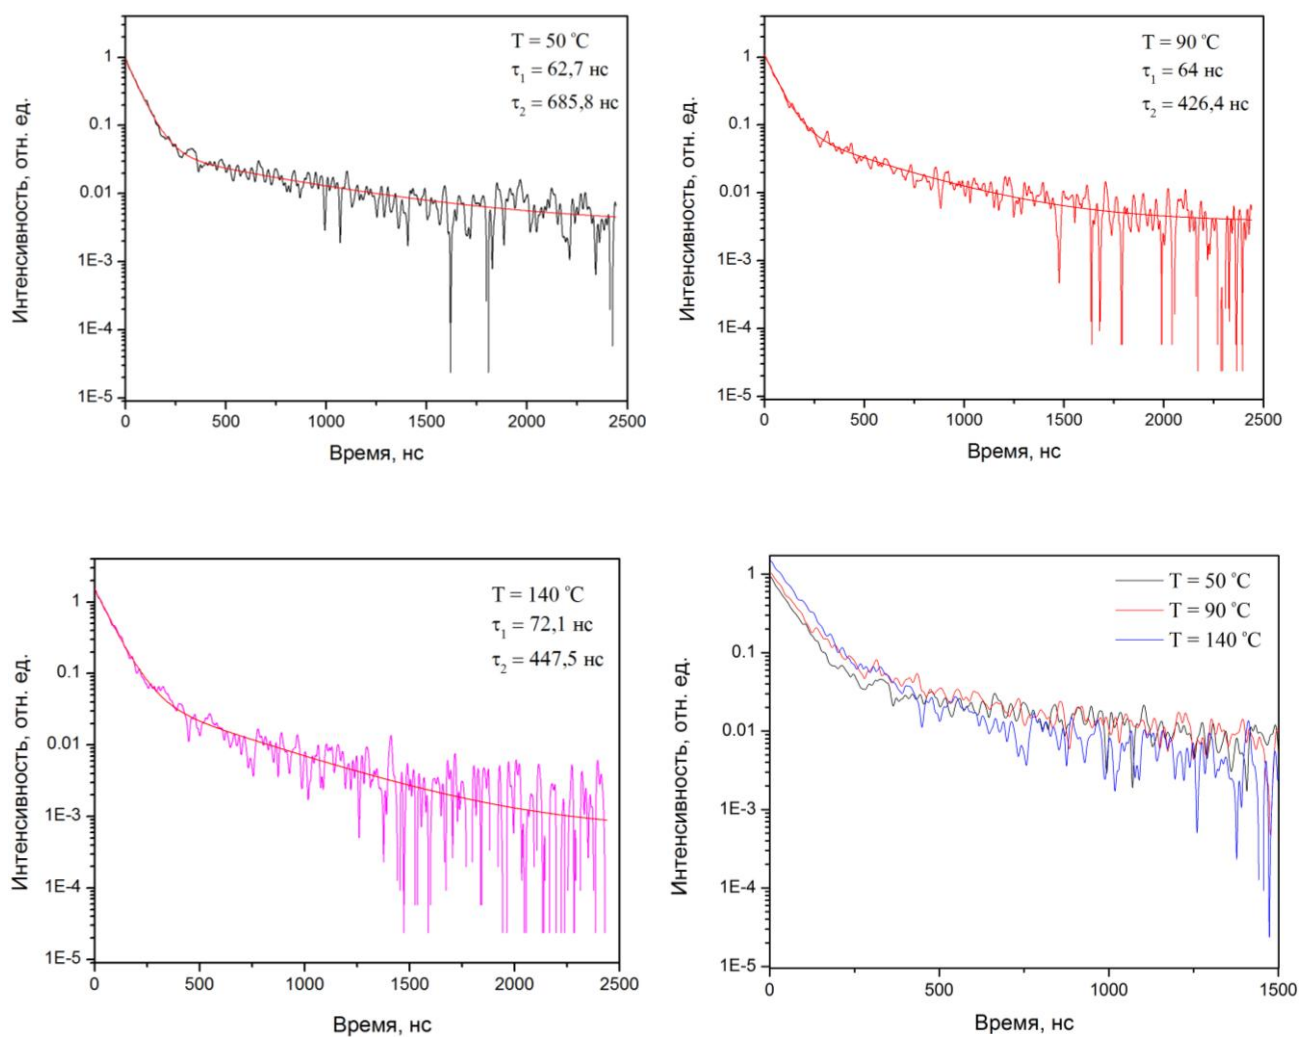 T = 50 °C
τ₁ = 62,7 нс
τ₂ = 685,8 нс
1
0.1
0.01
1E-3
1E-4
1E-5
0 500 1000 1500 2000 2500
Время, нс
Интенсивность, отн. ед.
T = 90 °C
τ₁ = 64 нс
τ₂ = 426,4 нс
1
0.1
0.01
1E-3
1E-4
1E-5
0 500 1000 1500 2000 2500
Время, нс
Интенсивность, отн. ед.
T = 140 °C
τ₁ = 72,1 нс
τ₂ = 447,5 нс
1
0.1
0.01
1E-3
1E-4
1E-5
0 500 1000 1500 2000 2500
Время, нс
Интенсивность, отн. ед.
T = 50 °C
T = 90 °C
T = 140 °C
1
0.1
0.01
1E-3
1E-4
1E-5
0 500 1000 1500
Время, нс
Интенсивность, отн. ед.